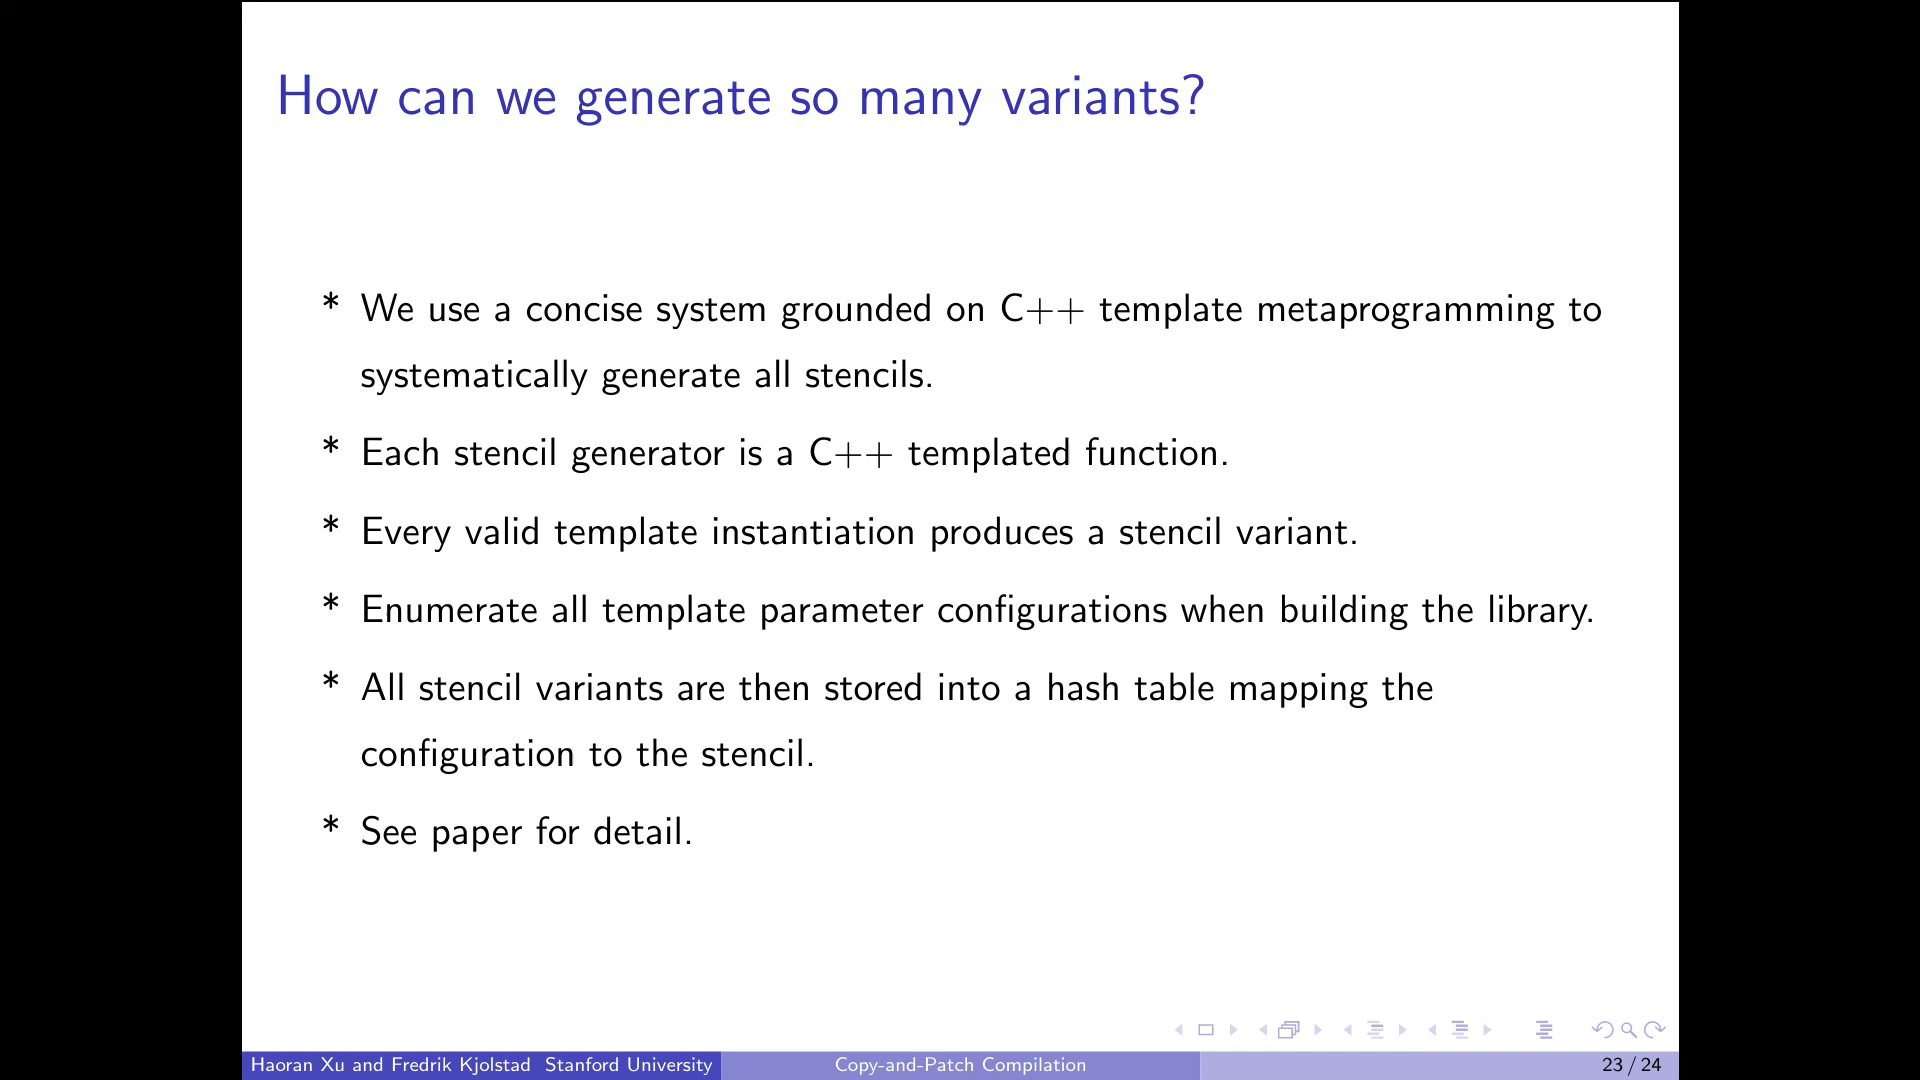 How can we generate so many variants?
* We use a concise system grounded on C++ template metaprogramming to
systematically generate all stencils.
* Each stencil generator is a C++ templated function.
* Every valid template instantiation produces a stencil variant.
* Enumerate all template parameter configurations when building the library.
* All stencil variants are then stored into a hash table mapping the
configuration to the stencil.
* See paper for detail.
Haoran Xu and Fredrik Kjolstad Stanford University
Copy-and-Patch Compilation
23 / 24